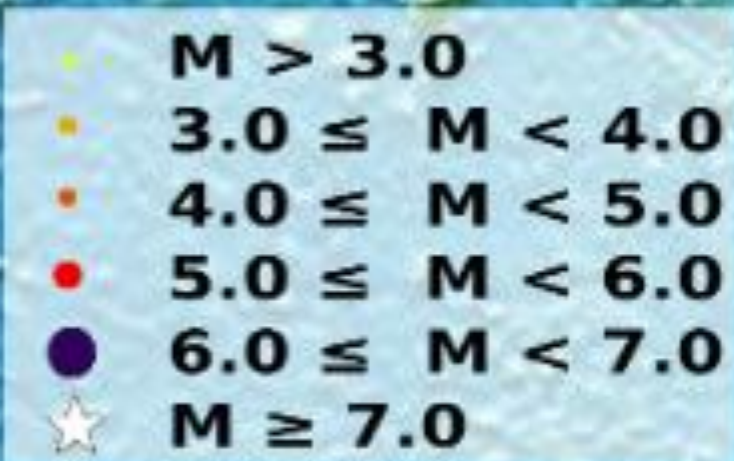 M > 3.0
3.0 ≤ M < 4.0
4.0 ≤ M < 5.0
5.0 ≤ M < 6.0
6.0 ≤ M < 7.0
M ≥ 7.0